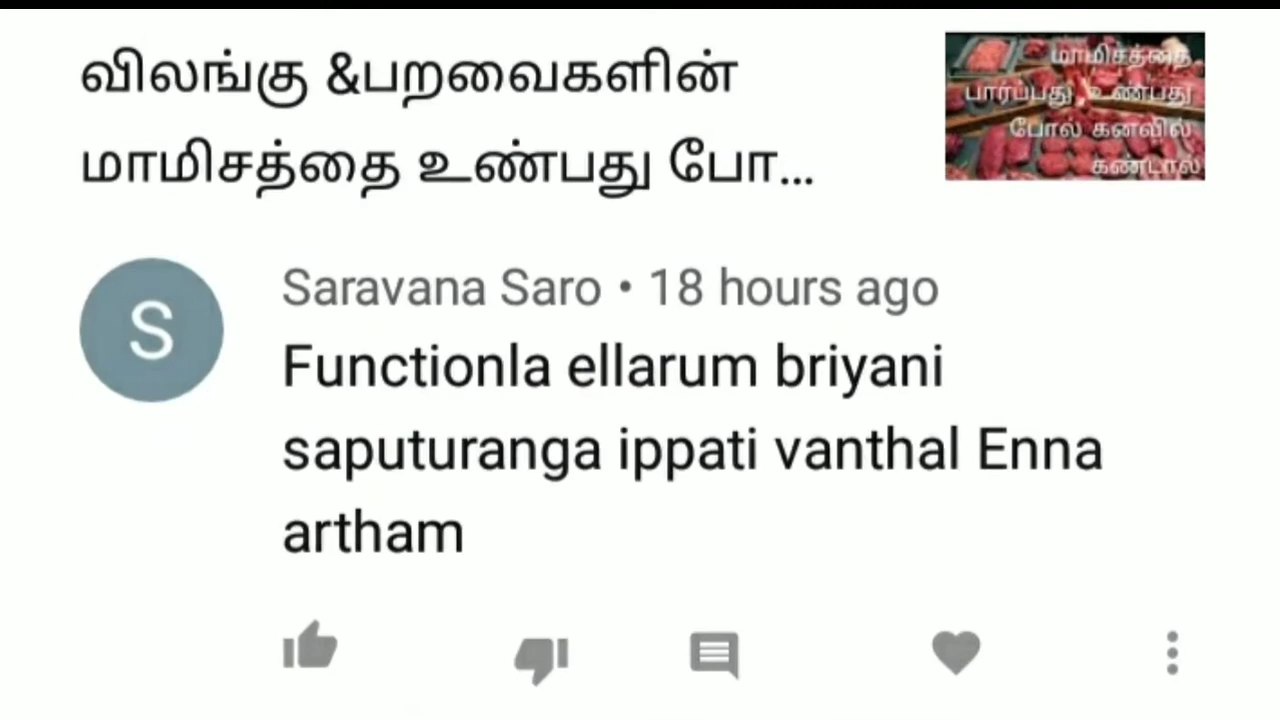 விலங்கு &பறவைகளின்
மாமிசத்தை உண்பது போ...
மாமிசத்தை
பார்ப்பது உண்பது
போல் கனவில்
கண்டால்
S
Saravana Saro • 18 hours ago
Functionla ellarum briyani
saputuranga ippati vanthal Enna
artham